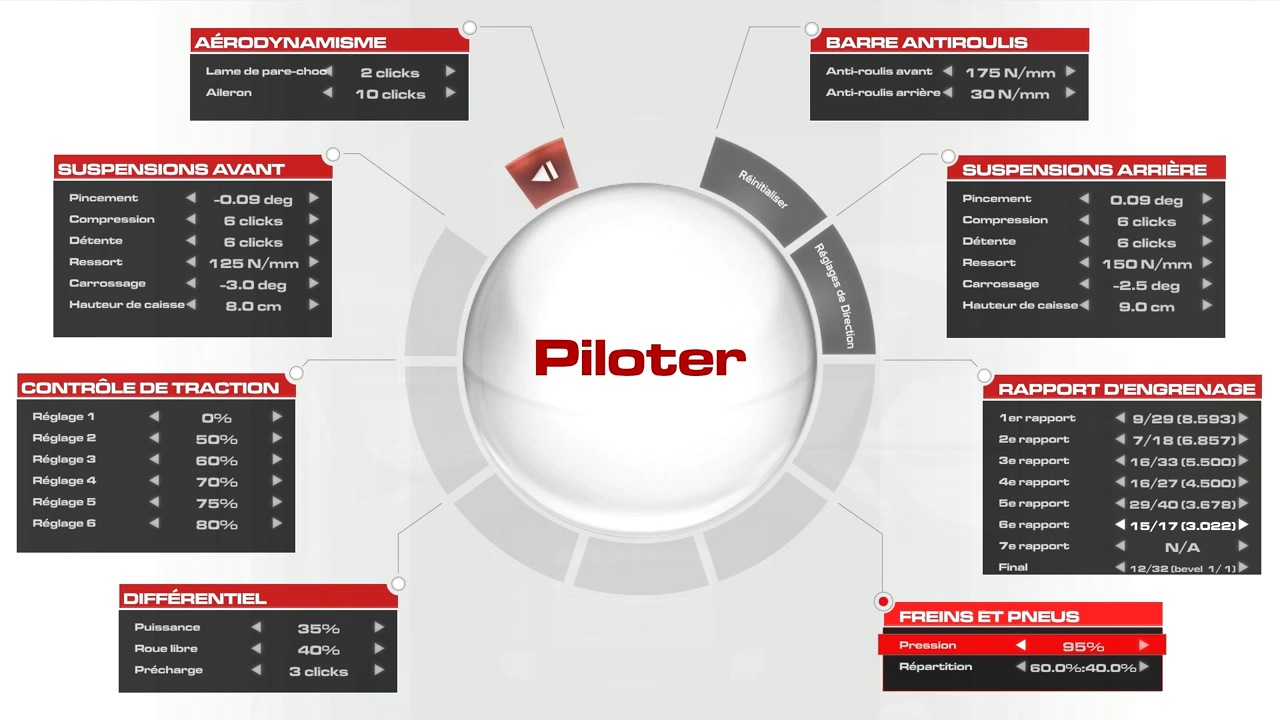 AÉRODYNAMISME
Lame de pare-choc 2 clicks
Aileron 10 clicks
BARRE ANTIROULIS
Anti-roulis avant 175 N/mm
Anti-roulis arrière 30 N/mm
SUSPENSIONS AVANT
Pincement -0.09 deg
Compression 6 clicks
Détente 6 clicks
Ressort 125 N/mm
Carrossage -3.0 deg
Hauteur de caisse 8.0 cm
Réinitialiser
Réglages de Direction
SUSPENSIONS ARRIÈRE
Pincement 0.09 deg
Compression 6 clicks
Détente 6 clicks
Ressort 150 N/mm
Carrossage -2.5 deg
Hauteur de caisse 9.0 cm
Piloter
CONTRÔLE DE TRACTION
Réglage 1 0%
Réglage 2 50%
Réglage 3 60%
Réglage 4 70%
Réglage 5 75%
Réglage 6 80%
RAPPORT D'ENGRENAGE
1er rapport 9/29 (8.593)
2e rapport 7/18 (6.857)
3e rapport 16/33 (5.500)
4e rapport 16/27 (4.500)
5e rapport 29/40 (3.678)
6e rapport 15/17 (3.022)
7e rapport N/A
Final 12/32 (bevel 1/1)
DIFFÉRENTIEL
Puissance 35%
Roue libre 40%
Précharge 3 clicks
FREINS ET PNEUS
Pression 95%
Répartition 60.0%:40.0%